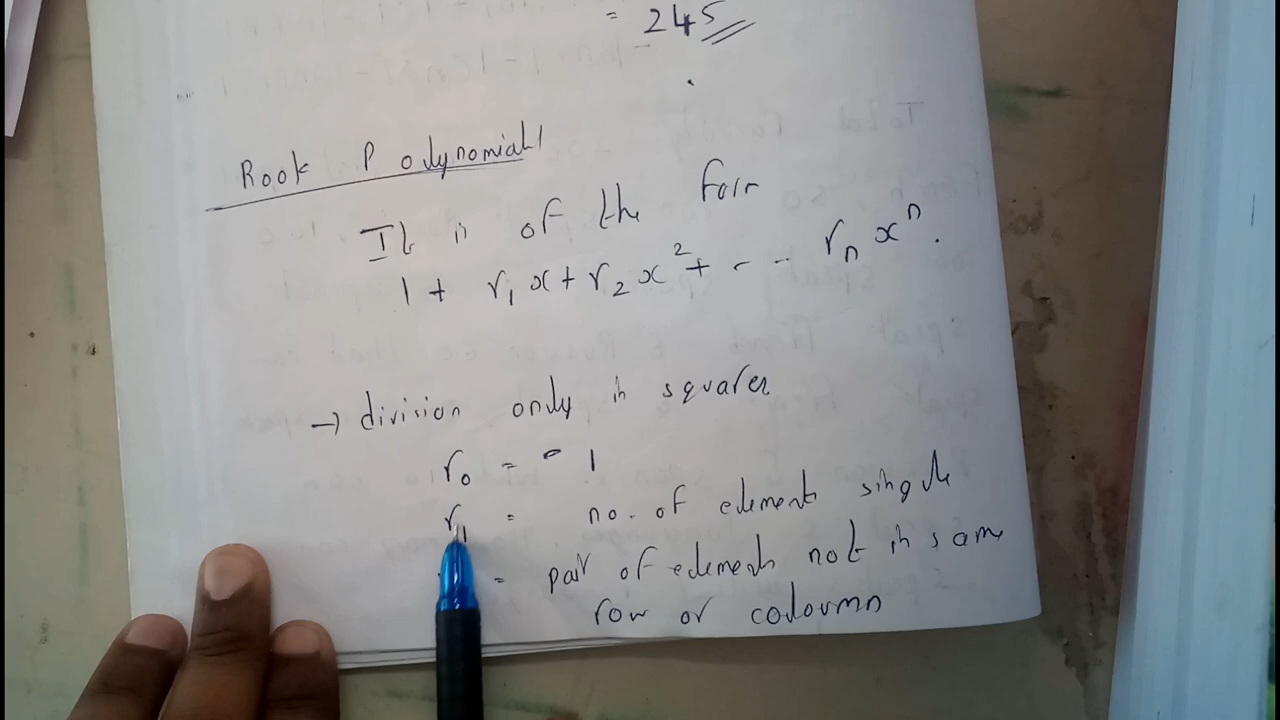 = 245
Rook Polynomial
It is of the form
1 + r₁x + r₂x² + - - rₙxⁿ.
→ division only in squares
r₀ = 1
r₁ = no. of elements single
= pair of elements not in same
row or coloumn